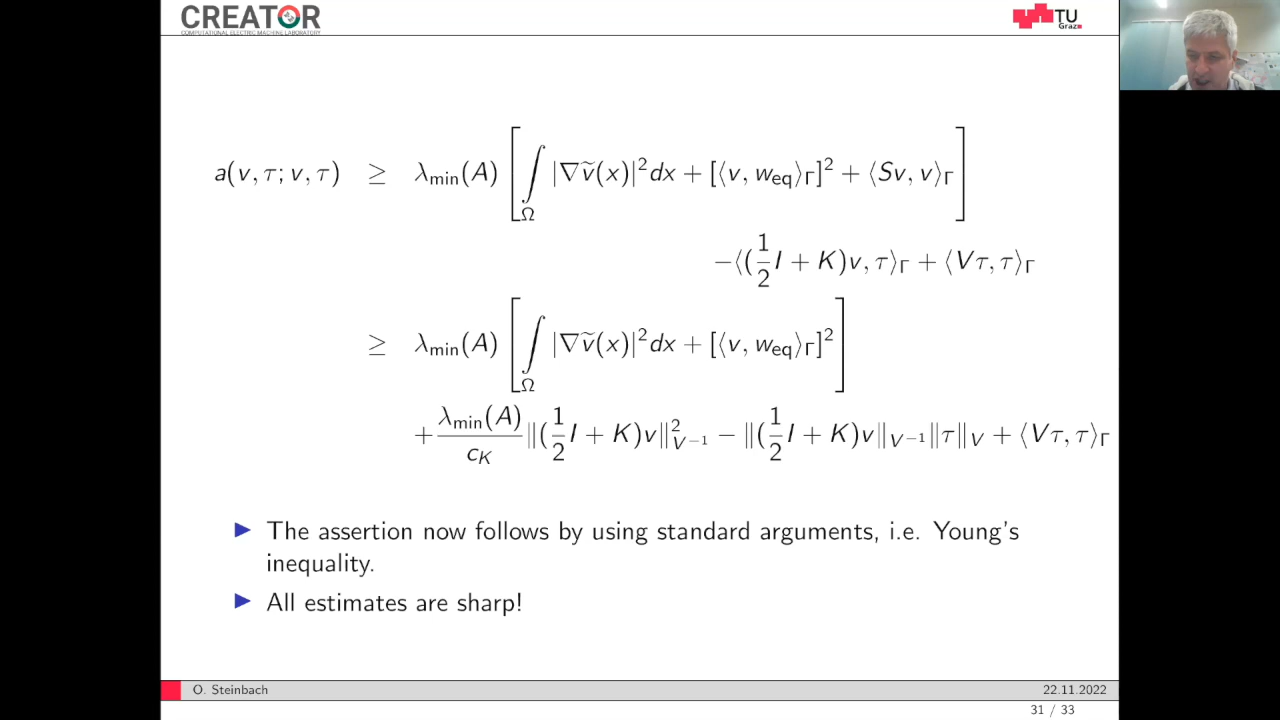 CREATOR
COMPUTATIONAL ELECTRIC MACHINE LABORATORY
TU
Graz
a(v, τ; v, τ) ≥ λ_min(A) [ ∫_Ω |∇ṽ(x)|² dx + [⟨v, w_eq⟩_Γ]² + ⟨Sv, v⟩_Γ ]
−⟨(1/2 I + K)v, τ⟩_Γ + ⟨Vτ, τ⟩_Γ
≥ λ_min(A) [ ∫_Ω |∇ṽ(x)|² dx + [⟨v, w_eq⟩_Γ]² ]
+ λ_min(A)/c_K ‖(1/2 I + K)v‖²_{V⁻¹} − ‖(1/2 I + K)v‖_{V⁻¹} ‖τ‖_V + ⟨Vτ, τ⟩_Γ
▶ The assertion now follows by using standard arguments, i.e. Young's
inequality.
▶ All estimates are sharp!
O. Steinbach 22.11.2022
31 / 33